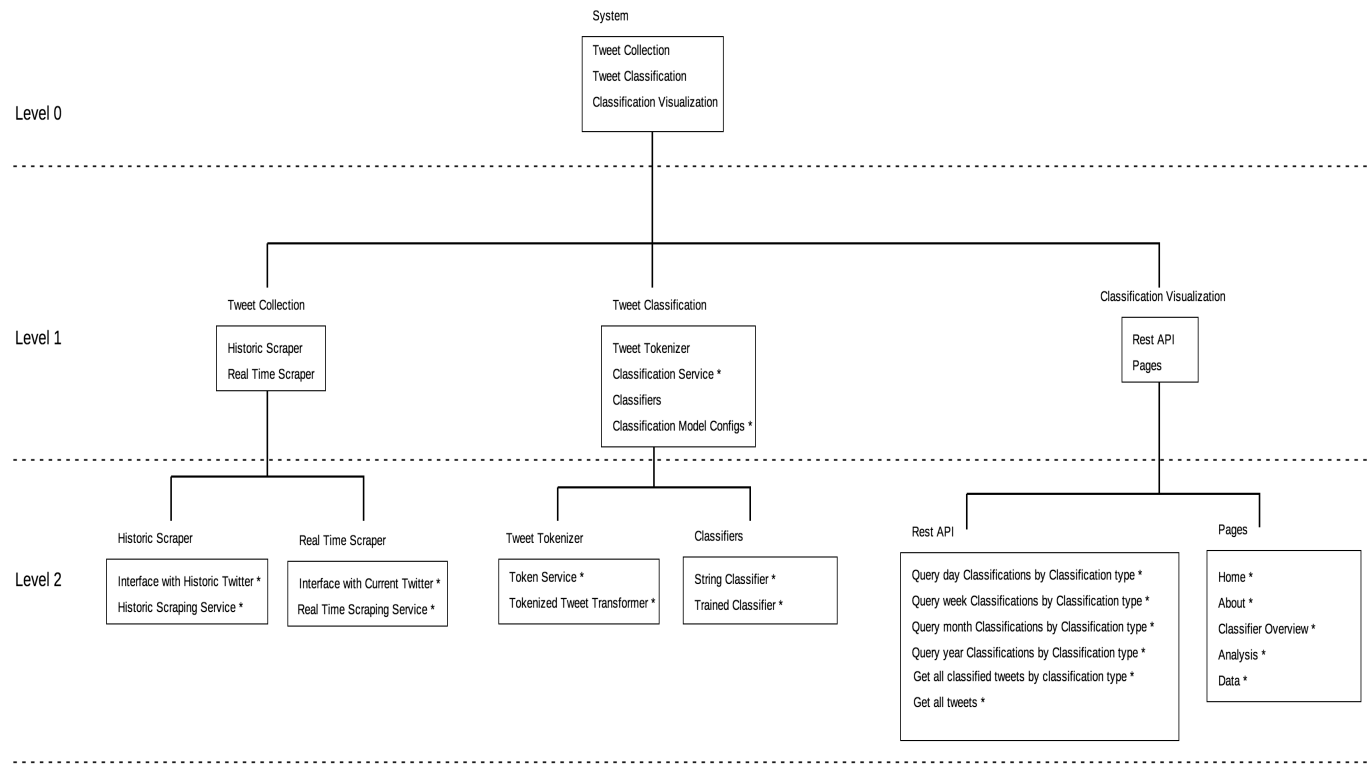 System
Tweet Collection
Tweet Classification
Classification Visualization
Level 0
Level 1
Tweet Collection
Historic Scraper
Real Time Scraper
Tweet Classification
Tweet Tokenizer
Classification Service *
Classifiers
Classification Model Configs *
Classification Visualization
Rest API
Pages
Level 2
Historic Scraper
Interface with Historic Twitter *
Historic Scraping Service *
Real Time Scraper
Interface with Current Twitter *
Real Time Scraping Service *
Tweet Tokenizer
Token Service *
Tokenized Tweet Transformer *
Classifiers
String Classifier *
Trained Classifier *
Rest API
Query day Classifications by Classification type *
Query week Classifications by Classification type *
Query month Classifications by Classification type *
Query year Classifications by Classification type *
Get all classified tweets by classification type *
Get all tweets *
Pages
Home *
About *
Classifier Overview *
Analysis *
Data *